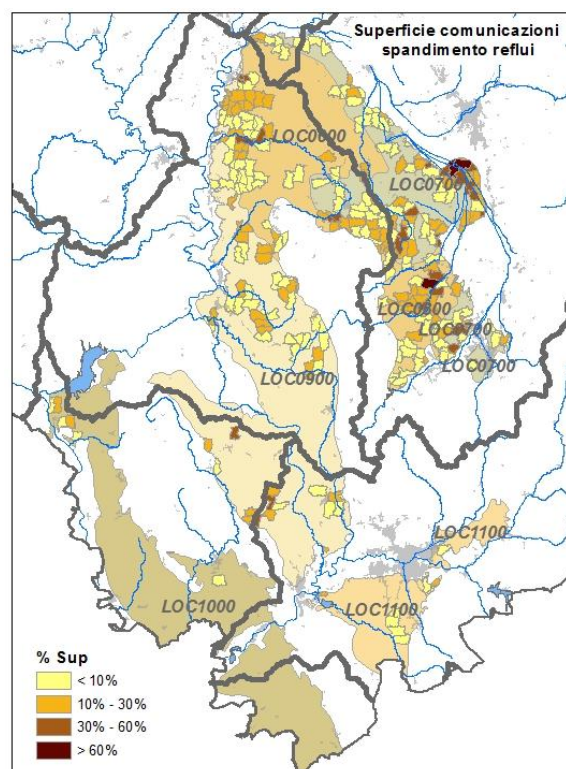 Superficie comunicazioni
spandimento reflui
LOC0600
LOC0700
LOC0800
LOC0700
LOC0700
LOC0900
LOC1100
LOC1000
LOC1100
% Sup
< 10%
10% - 30%
30% - 60%
> 60%